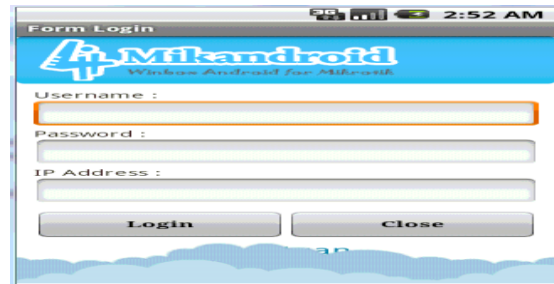 2:52 AM
Form Login
Mikandroid
Winbox Android for Mikrotik
Username :
Password :
IP Address :
Login Close